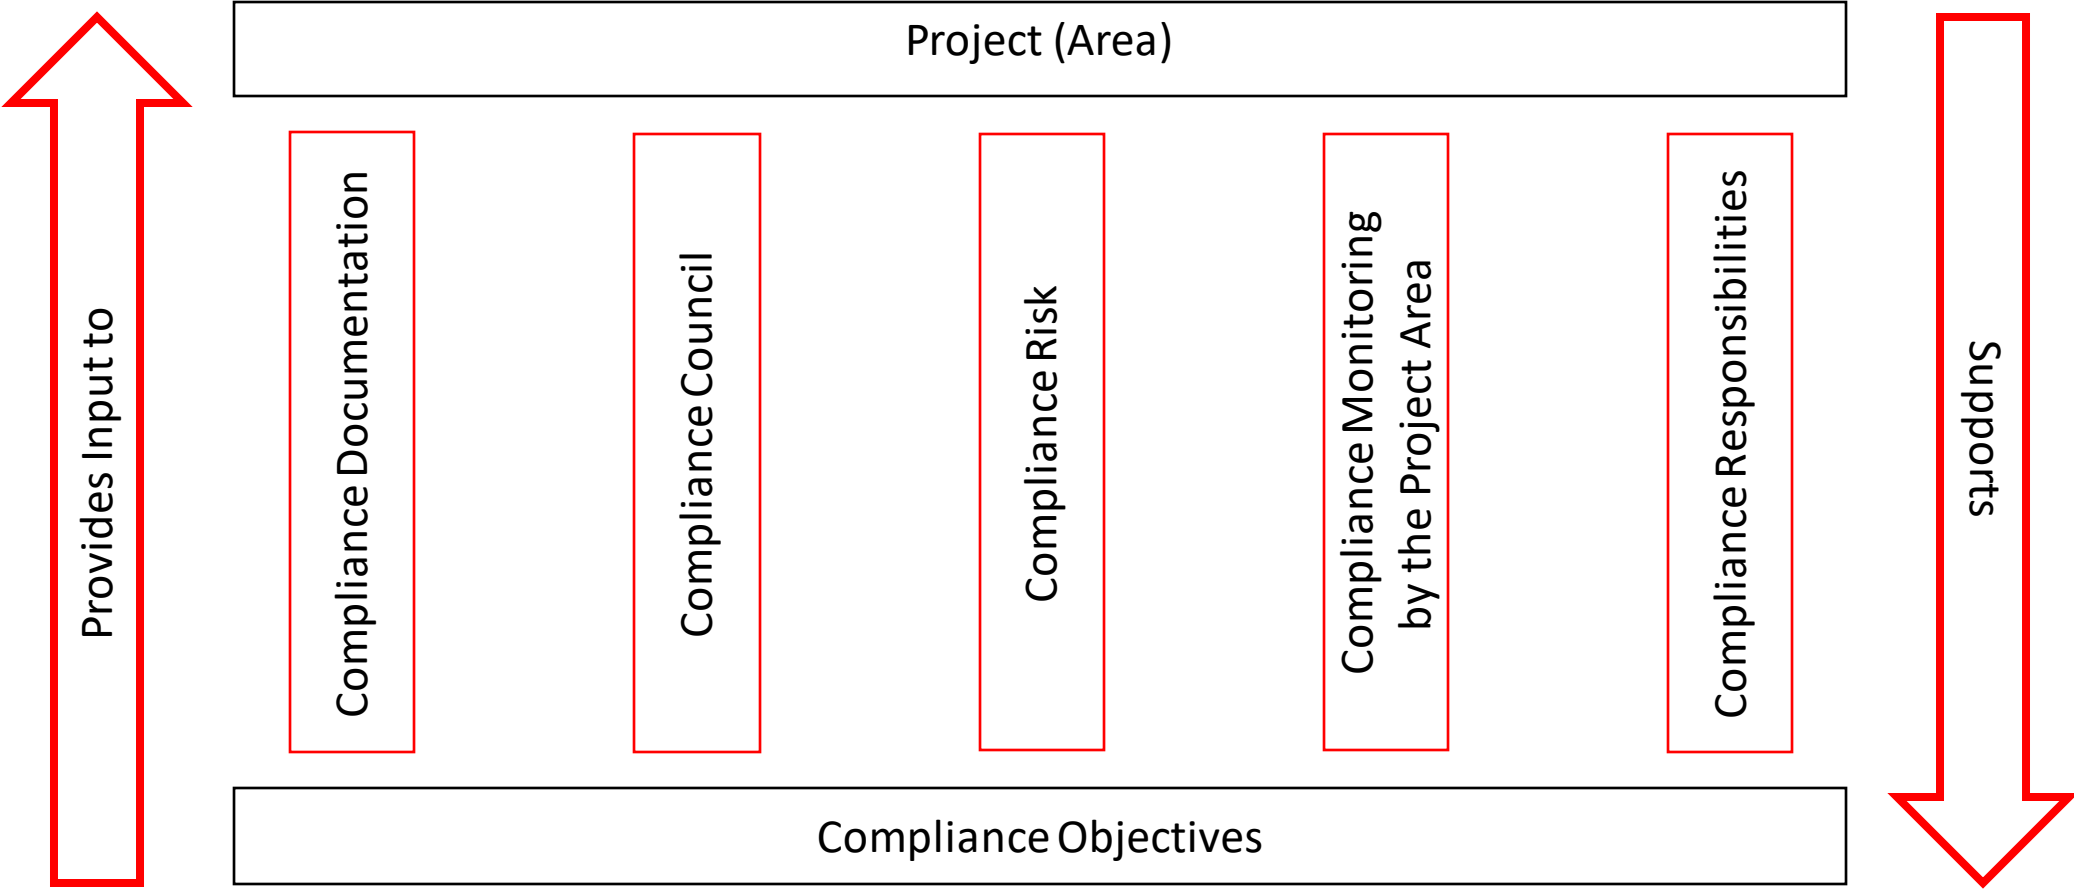 Project (Area)
Provides Input to
Compliance Documentation
Compliance Council
Compliance Risk
Compliance Monitoring
by the Project Area
Compliance Responsibilities
Supports
Compliance Objectives